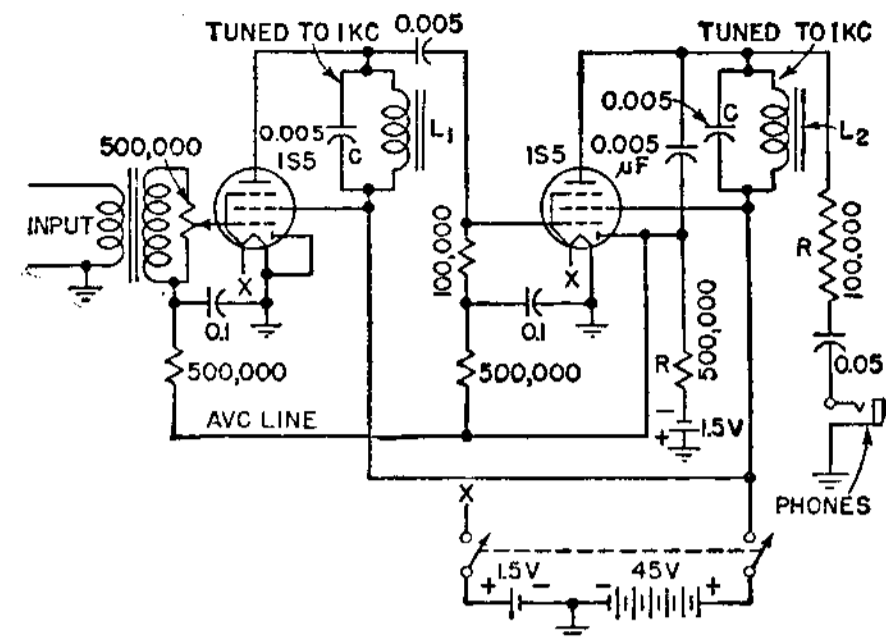 TUNED TO 1KC
0.005
TUNED TO 1KC
0.005
C
0.005
C
L1
0.005
µF
L2
500,000
1S5
1S5
INPUT
X
X
100,000
R
100,000
0.1
0.1
500,000
500,000
500,000
R
0.05
AVC LINE
-
+
1.5V
PHONES
X
+
1.5V
-
-
45V
+